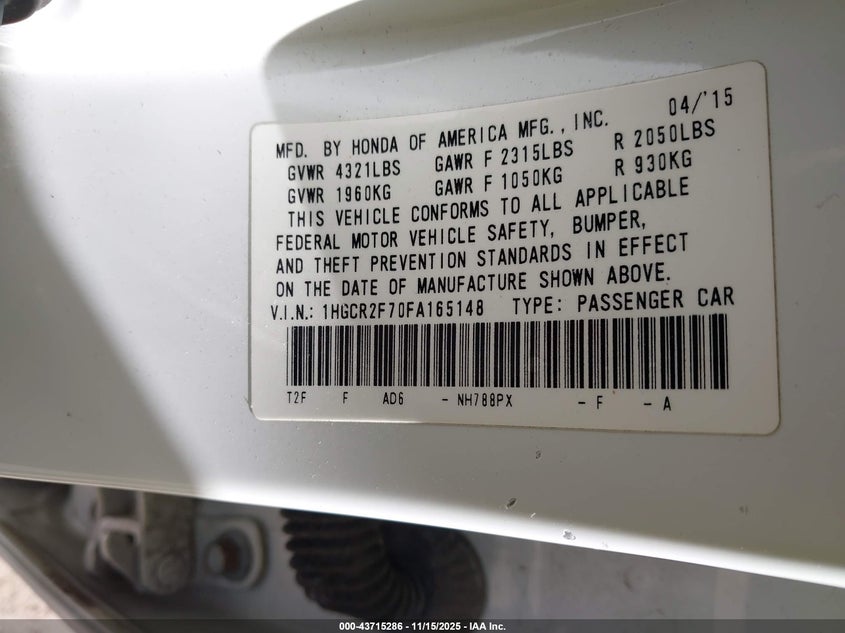 04/'15
MFD. BY HONDA OF AMERICA MFG., INC.
GVWR 4321LBS GAWR F 2315LBS R 2050LBS
GVWR 1960KG GAWR F 1050KG R 930KG
THIS VEHICLE CONFORMS TO ALL APPLICABLE
FEDERAL MOTOR VEHICLE SAFETY, BUMPER,
AND THEFT PREVENTION STANDARDS IN EFFECT
ON THE DATE OF MANUFACTURE SHOWN ABOVE.
V.I.N.: 1HGCR2F70FA165148 TYPE: PASSENGER CAR
T2F F AD6 - NH788PX - F - A
000-43715286 - 11/15/2025 - IAA Inc.